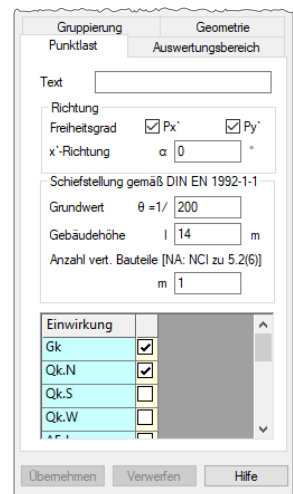 Gruppierung Geometrie
Punktlast Auswertungsbereich
Text
Richtung
Freiheitsgrad Px` Py`
x`-Richtung α 0 °
Schiefstellung gemäß DIN EN 1992-1-1
Grundwert θ =1/ 200
Gebäudehöhe l 14 m
Anzahl vert. Bauteile [NA: NCI zu 5.2(6)]
m 1
Einwirkung
Gk
Qk.N
Qk.S
Qk.W
Übernehmen Verwerfen Hilfe